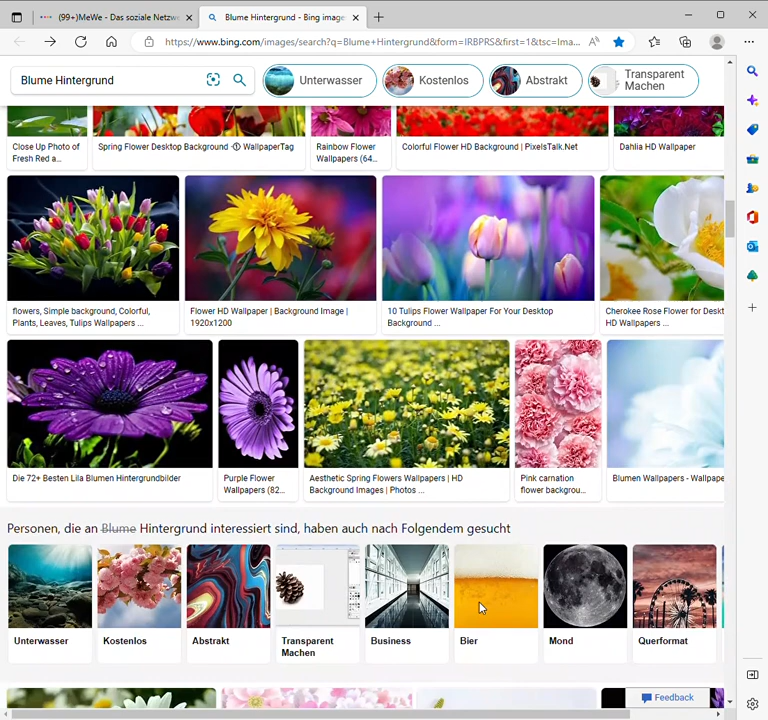 (99+)MeWe - Das soziale Netzwe
Blume Hintergrund - Bing images
https://www.bing.com/images/search?q=Blume+Hintergrund&form=IRBPRS&first=1&tsc=Ima...
Blume Hintergrund
Unterwasser
Kostenlos
Abstrakt
Transparent
Machen
Close Up Photo of
Fresh Red a...
Spring Flower Desktop Background ·① WallpaperTag
Rainbow Flower
Wallpapers (64...
Colorful Flower HD Background | PixelsTalk.Net
Dahlia HD Wallpaper
flowers, Simple background, Colorful,
Plants, Leaves, Tulips Wallpapers ...
Flower HD Wallpaper | Background Image |
1920x1200
10 Tulips Flower Wallpaper For Your Desktop
Background ...
Cherokee Rose Flower for Deskt
HD Wallpapers ...
Die 72+ Besten Lila Blumen Hintergrundbilder
Purple Flower
Wallpapers (82...
Aesthetic Spring Flowers Wallpapers | HD
Background Images | Photos ...
Pink carnation
flower backgrou...
Blumen Wallpapers - Wallpape
Personen, die an Blume Hintergrund interessiert sind, haben auch nach Folgendem gesucht
Unterwasser
Kostenlos
Abstrakt
Transparent
Machen
Business
Bier
Mond
Querformat
Feedback